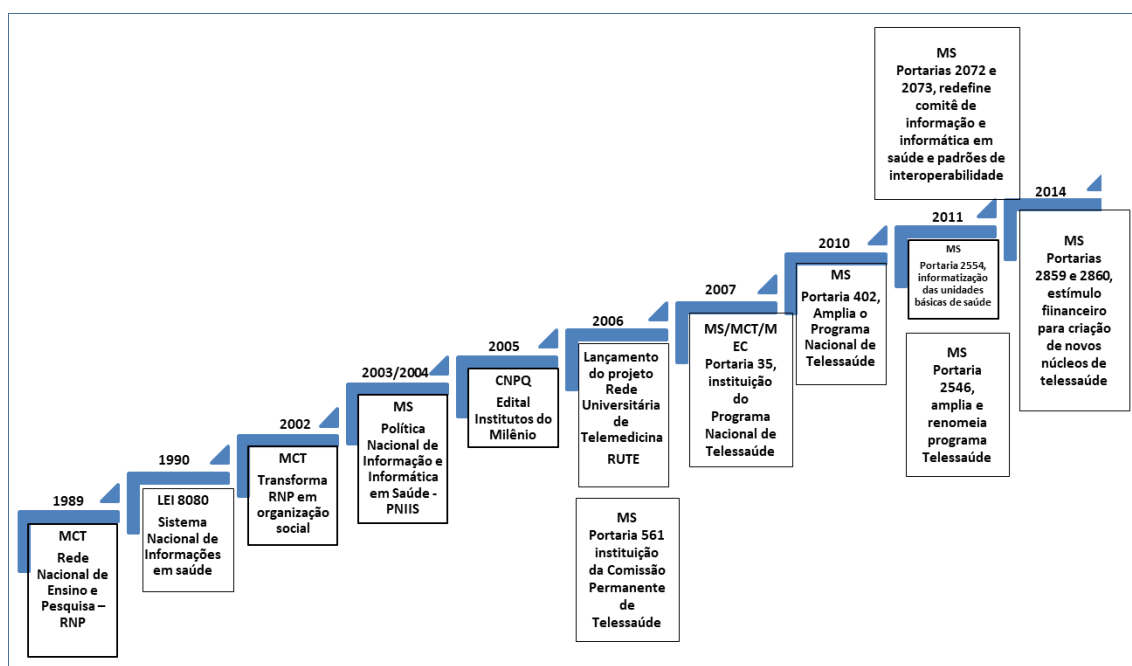 1989
MCT
Rede
Nacional de
Ensino e
Pesquisa –
RNP
1990
LEI 8080
Sistema
Nacional de
Informações
em saúde
2002
MCT
Transforma
RNP em
organização
social
2003/2004
MS
Política
Nacional de
Informação e
Informática
em Saúde -
PNIIS
2005
CNPQ
Edital
Institutos do
Milênio
2006
Lançamento
do projeto
Rede
Universitária
de
Telemedicina
RUTE
MS
Portaria 561
instituição
da Comissão
Permanente
de
Telessaúde
2007
MS/MCT/M
EC
Portaria 35,
instituição
do
Programa
Nacional de
Telessaúde
2010
MS
Portaria 402,
Amplia o
Programa
Nacional de
Telessaúde
MS
Portarias 2072 e
2073, redefine
comitê de
informação e
informática em
saúde e padrões de
interoperabilidade
2011
MS
Portaria 2554,
informatização
das unidades
básicas de saúde
MS
Portaria
2546,
amplia e
renomeia
programa
Telessaúde
2014
MS
Portarias
2859 e 2860,
estímulo
fiinanceiro
para criação
de novos
núcleos de
telessaúde